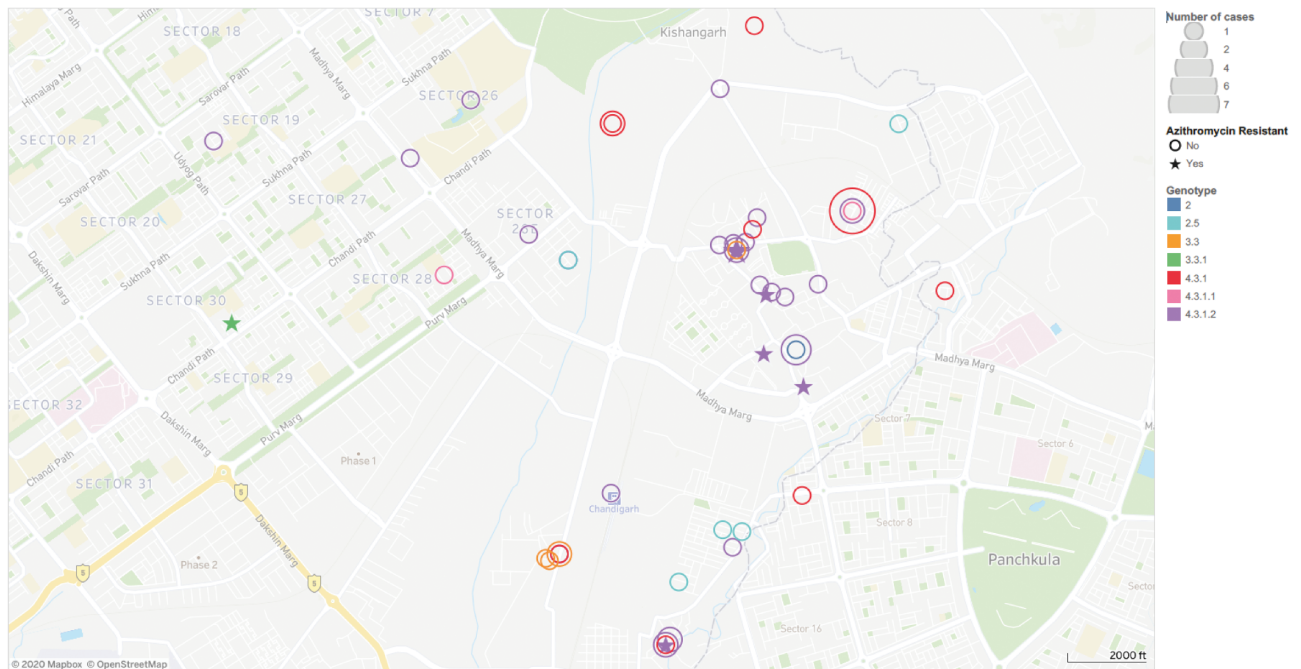 SECTOR 7
Kishangarh
SECTOR 18
Himalaya Marg
Sarovar Path
Madhya Marg
Sukhna Path
SECTOR 26
SECTOR 19
SECTOR 21
Udyog Path
Sukhna Path
Chandi Path
Sarovar Path
SECTOR 27
SECTOR
SECTOR 20
Dakshin Marg
Sukhna Path
Chandi Path
Madhya Marg
SECTOR 28
SECTOR 30
Purv Marg
Chandi Path
SECTOR 29
Madhya Marg
Madhya Marg
SECTOR 32
Dakshin Marg
Purv Marg
Sector 7
Sector 6
Chandi Path
Phase 1
SECTOR 31
5
Chandigarh
Dakshin Marg
Sector 8
Panchkula
Phase 2
5
5
Sector
Sector 16
© 2020 Mapbox © OpenStreetMap
2000 ft
Number of cases
1
2
4
6
7
Azithromycin Resistant
No
Yes
Genotype
2
2.5
3.3
3.3.1
4.3.1
4.3.1.1
4.3.1.2